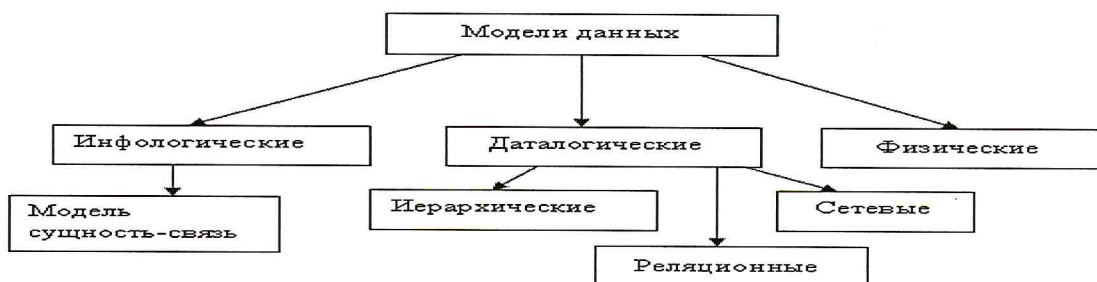 Модели данных
Инфологические
Даталогические
Физические
Модель
сущность-связь
Иерархические
Сетевые
Реляционные